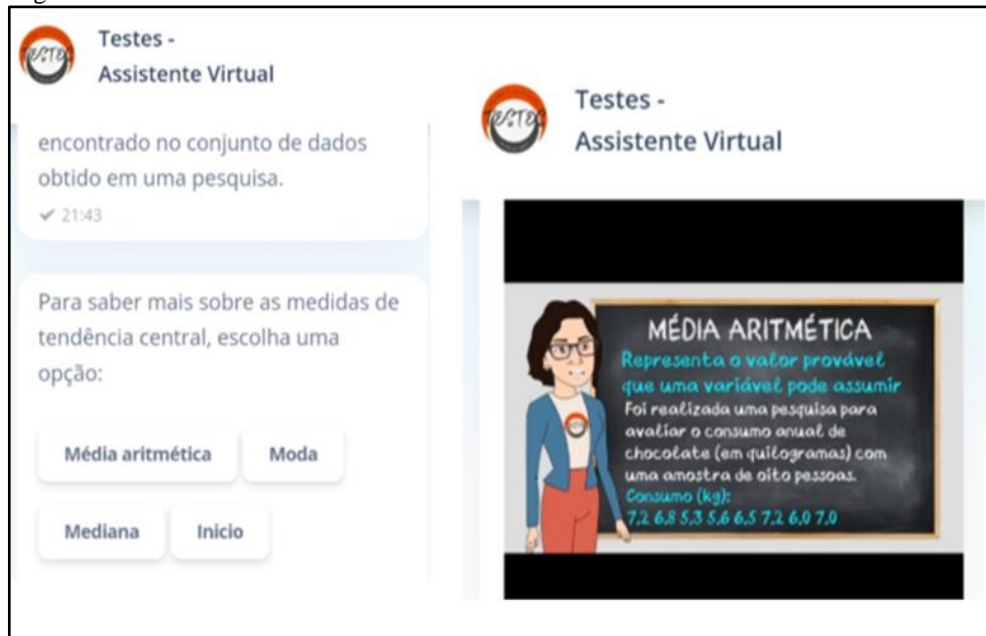 TESTES
Testes -
Assistente Virtual
encontrado no conjunto de dados
obtido em uma pesquisa.
21:43
Para saber mais sobre as medidas de
tendência central, escolha uma
opção:
Média aritmética
Moda
Mediana
Inicio
TESTES
Testes -
Assistente Virtual
MÉDIA ARITMÉTICA
Representa o valor provável
que uma variável pode assumir
Foi realizada uma pesquisa para
avaliar o consumo anual de
chocolate (em quilogramas) com
uma amostra de oito pessoas.
Consumo (kg):
7,2 6,8 5,3 5,6 6,5 7,2 6,0 7,0